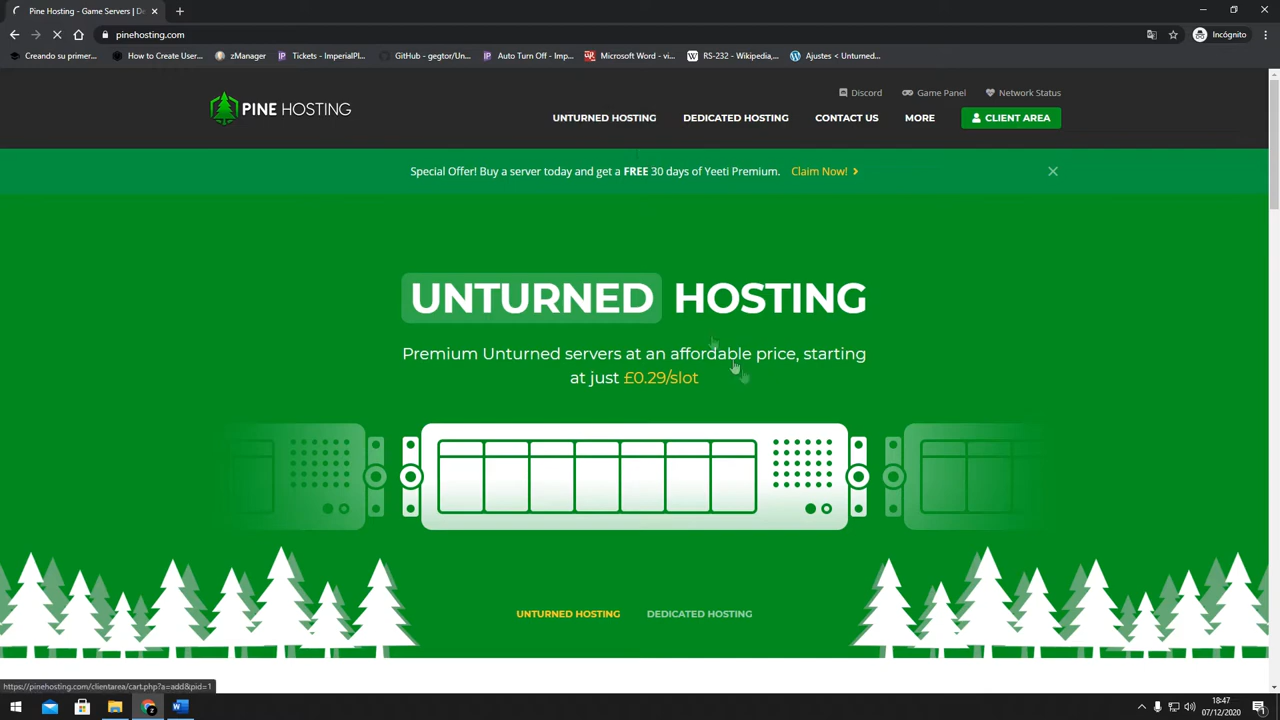 Pine Hosting - Game Servers | De
pinehosting.com
Incógnito
Creando su primer...
How to Create User...
zManager
Tickets - ImperialPl...
GitHub - gegtor/Un...
Auto Turn Off - Imp...
Microsoft Word - vi...
RS-232 - Wikipedia,...
Ajustes < Unturned...
Discord
Game Panel
Network Status
PINE HOSTING
UNTURNED HOSTING
DEDICATED HOSTING
CONTACT US
MORE
CLIENT AREA
Special Offer! Buy a server today and get a FREE 30 days of Yeeti Premium. Claim Now!
UNTURNED HOSTING
Premium Unturned servers at an affordable price, starting
at just £0.29/slot
UNTURNED HOSTING
DEDICATED HOSTING
https://pinehosting.com/clientarea/cart.php?a=add&pid=1
18:47
07/12/2020